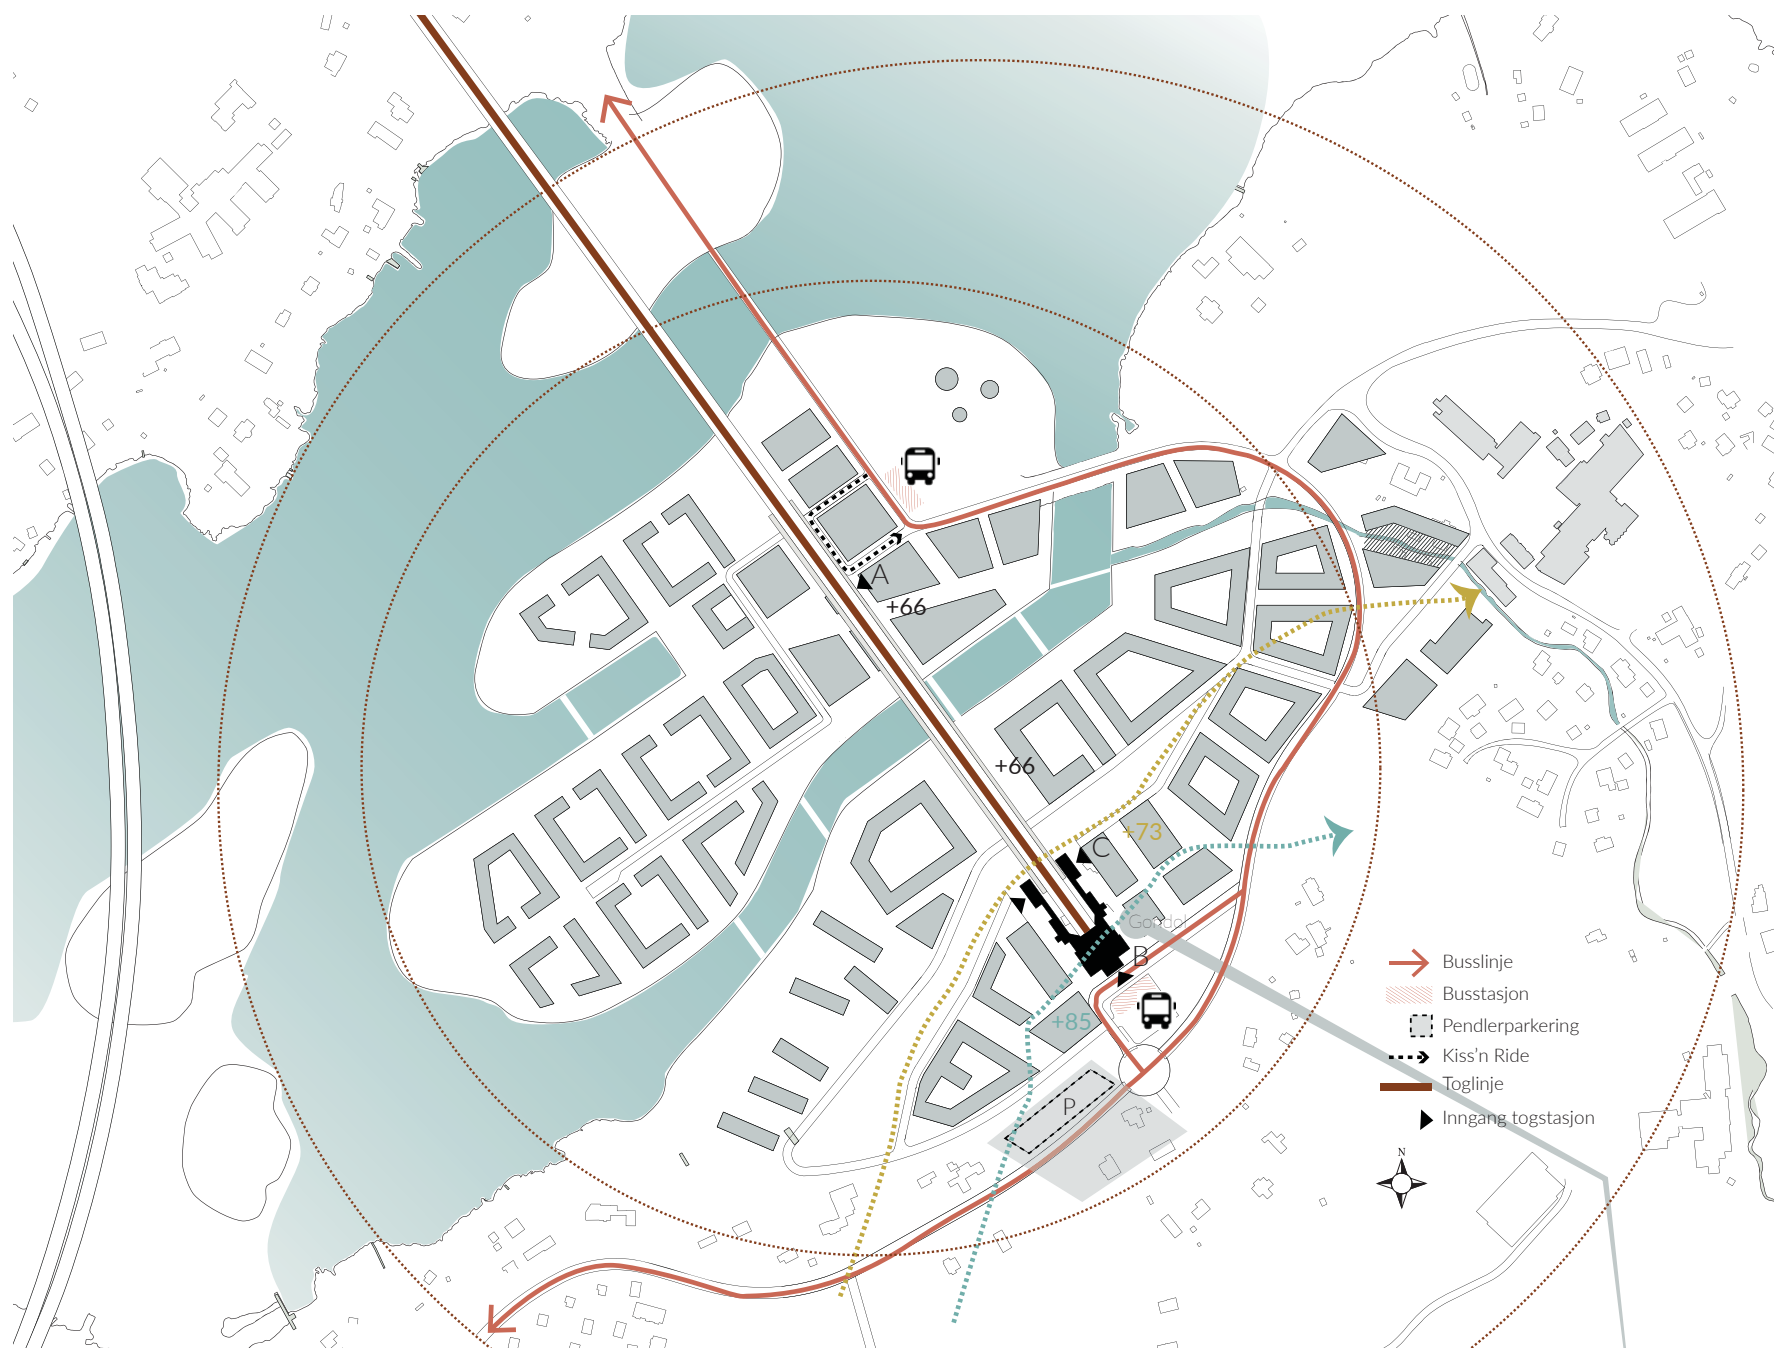 A
+66
+66
+73
C
Gondol
B
+85
P
Busslinje
Busstasjon
Pendlerparkering
Kiss'n Ride
Toglinje
Inngang togstasjon
N